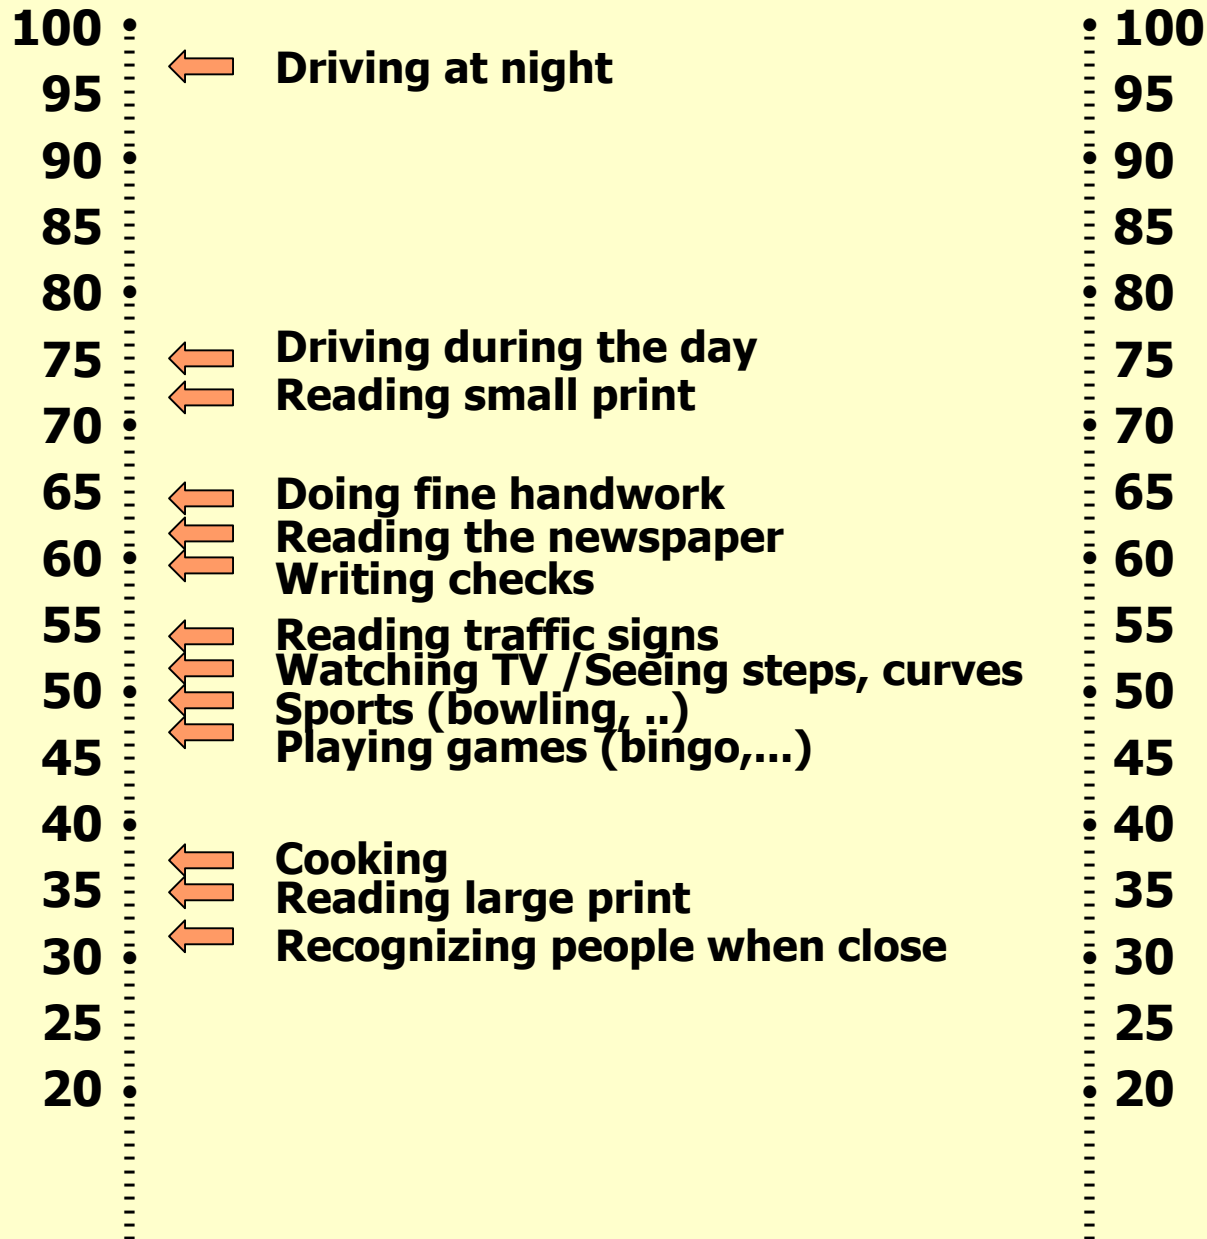 100 100
Driving at night
95 95
90 90
85 85
80 80
Driving during the day
75 75
Reading small print
70 70
65 Doing fine handwork 65
Reading the newspaper
60 60
Writing checks
55 Reading traffic signs 55
Watching TV /Seeing steps, curves
50 50
Sports (bowling, ..)
Playing games (bingo,...)
45 45
40 40
Cooking
35 Reading large print 35
Recognizing people when close
30 30
25 25
20 20